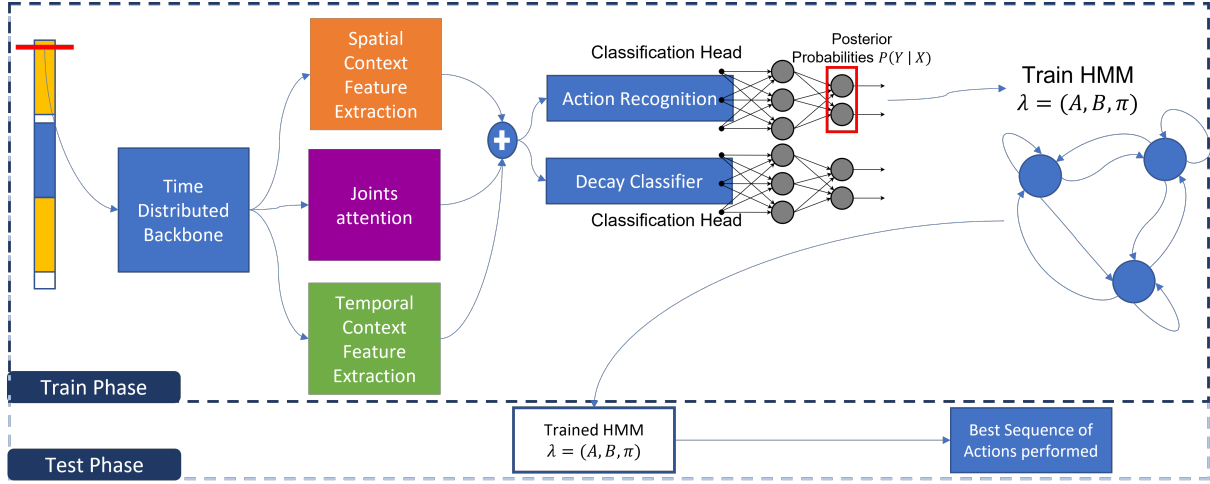 Spatial
Context
Feature
Extraction
Time
Distributed
Backbone
Joints
attention
Temporal
Context
Feature
Extraction
+
Classification Head
Action Recognition
Decay Classifier
Classification Head
Posterior
Probabilities P(Y | X)
Train HMM
λ = (A, B, π)
Train Phase
Trained HMM
λ = (A, B, π)
Best Sequence of
Actions performed
Test Phase